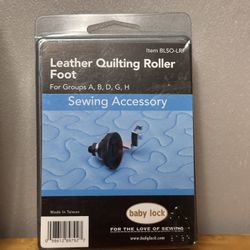 Item BLSO-LRF
Leather Quilting Roller
Foot
For Groups A, B, D, G, H
Sewing Accessory
Made in Taiwan
baby lock
FOR THE LOVE OF SEWING
www.babylock.com